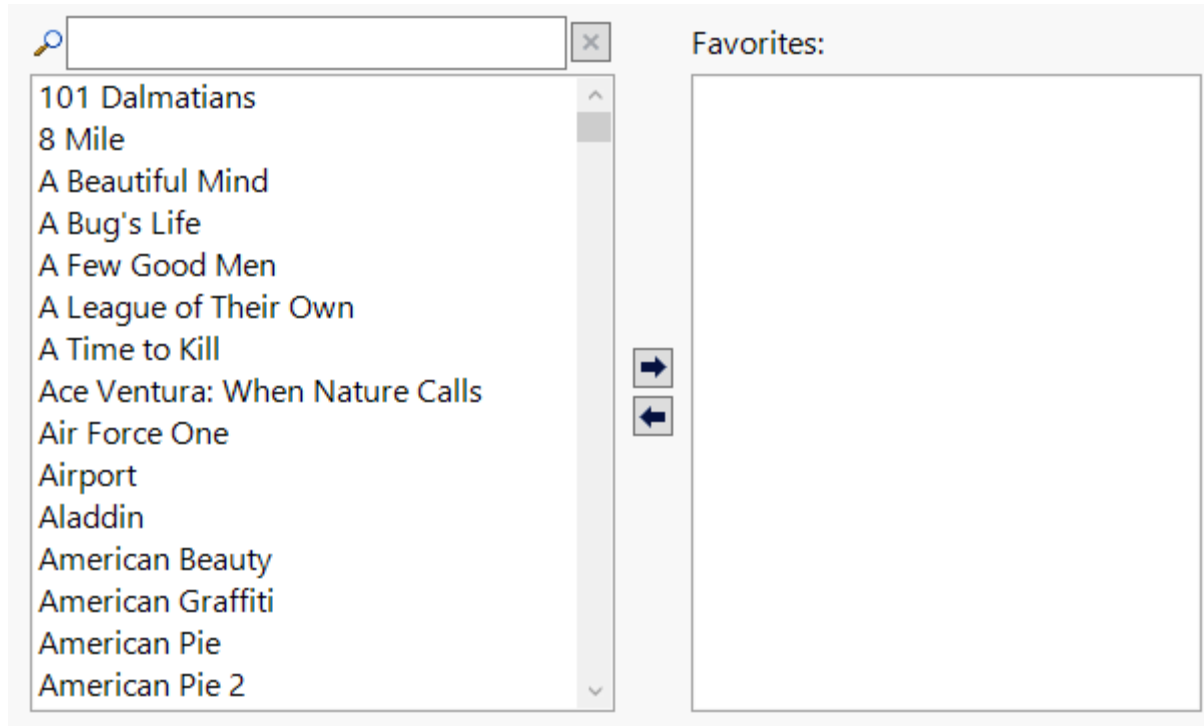 Favorites:
101 Dalmatians
8 Mile
A Beautiful Mind
A Bug's Life
A Few Good Men
A League of Their Own
A Time to Kill
Ace Ventura: When Nature Calls
Air Force One
Airport
Aladdin
American Beauty
American Graffiti
American Pie
American Pie 2